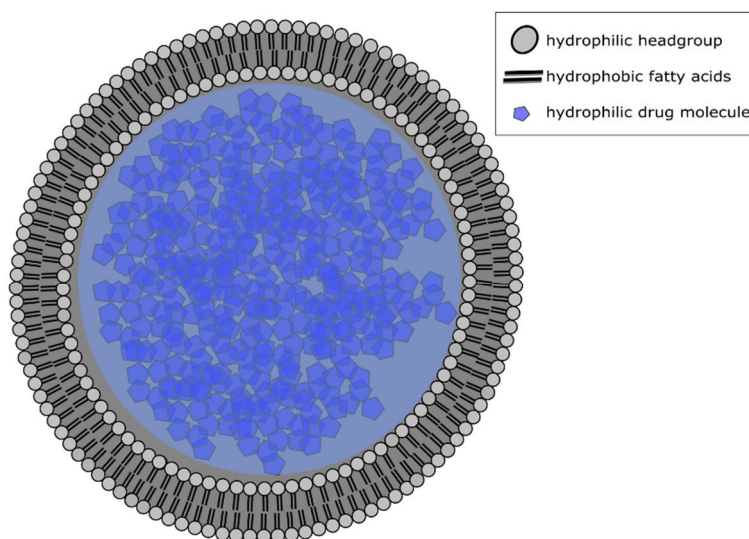 hydrophilic headgroup
hydrophobic fatty acids
hydrophilic drug molecule